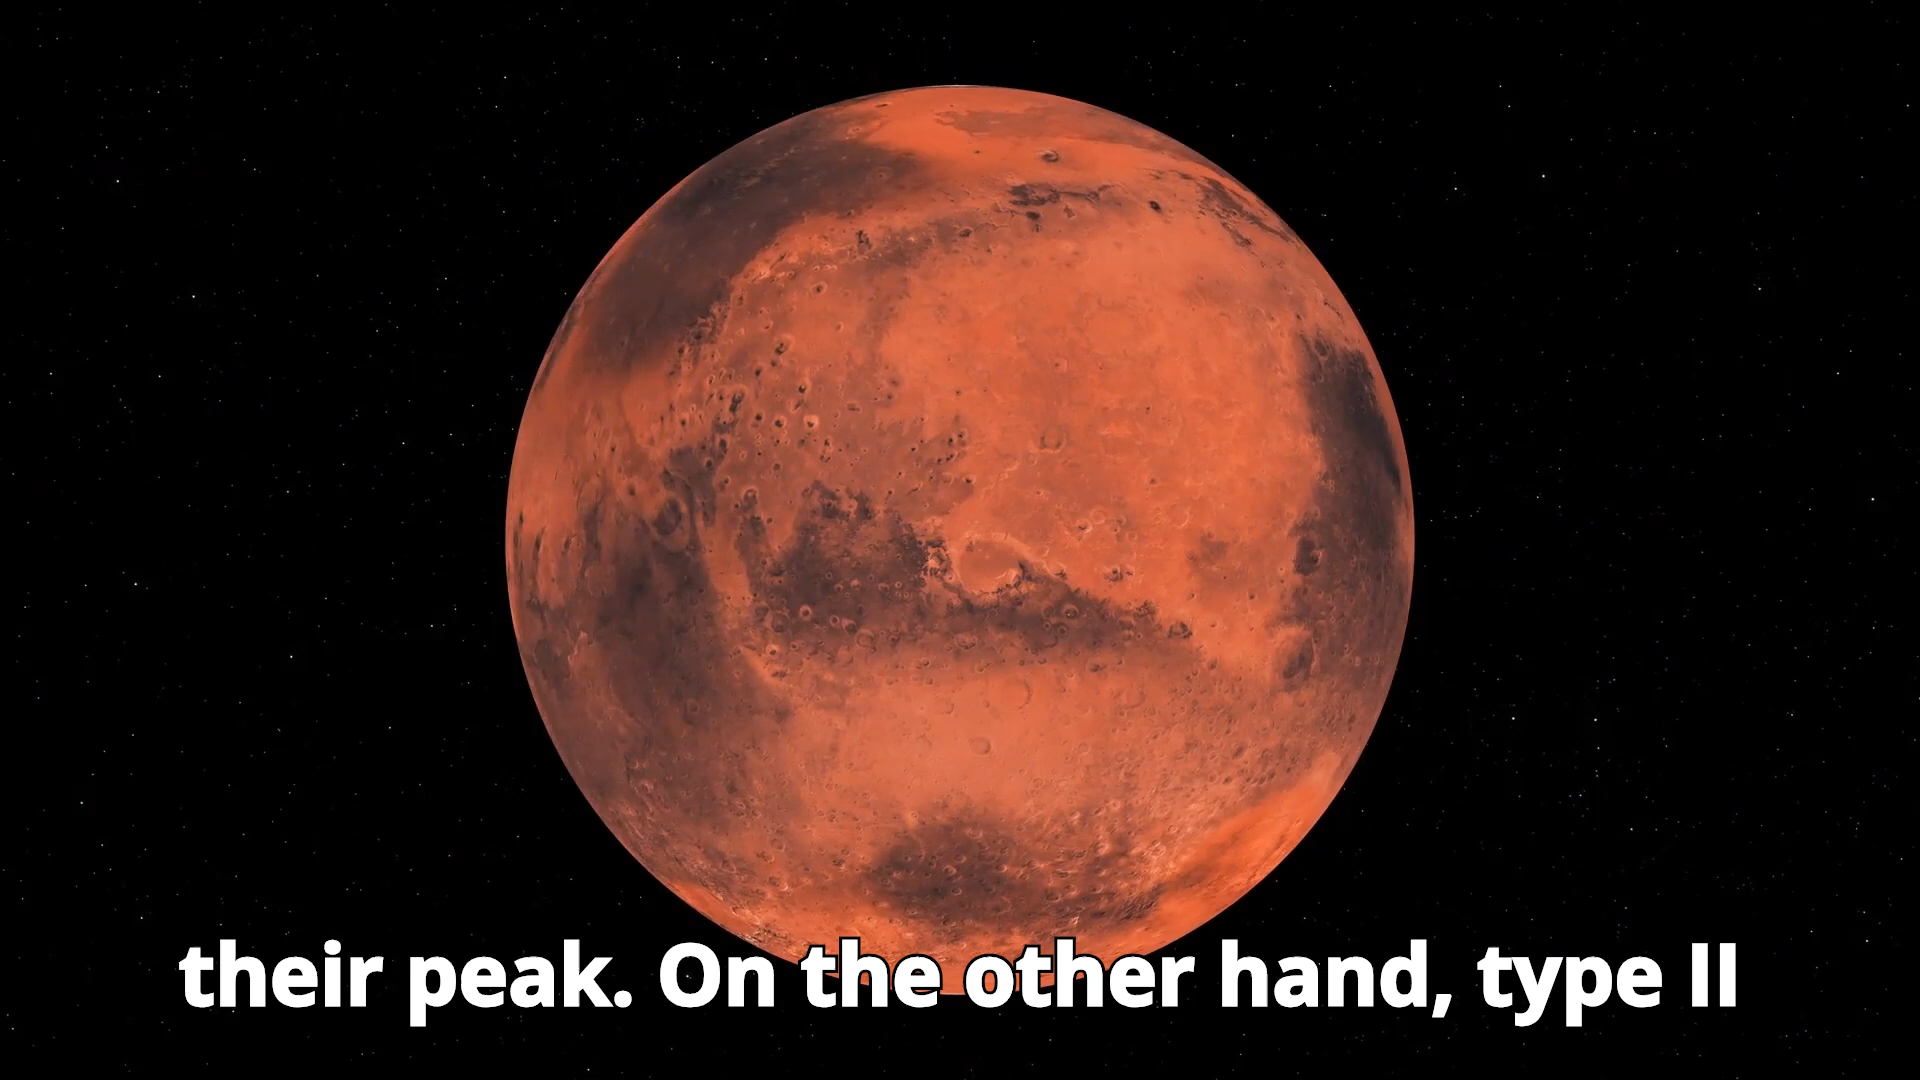 their peak. On the other hand, type II